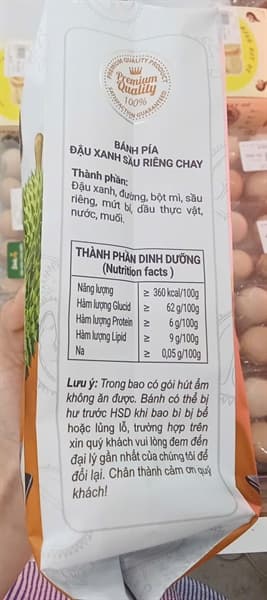 PREMIUM QUALITY PRODUCT
Premium
Quality
100%
SATISFACTION GUARANTEED
BÁNH PÍA
ĐẬU XANH SẦU RIÊNG CHAY
Thành phần:
Đậu xanh, đường, bột mì, sầu
riêng, mứt bí, dầu thực vật,
nước, muối.
THÀNH PHẦN DINH DƯỠNG
(Nutrition facts )
Năng lượng ≥ 360 kcal/100g
Hàm lượng Glucid ≥ 62 g/100g
Hàm lượng Protein ≥ 6 g/100g
Hàm lượng Lipid ≥ 9 g/100g
Na ≥ 0,05 g/100g
Lưu ý: Trong bao có gói hút ẩm
không ăn được. Bánh có thể bị
hư trước HSD khi bao bì bị bể
hoặc lủng lỗ, trường hợp trên
xin quý khách vui lòng đem đến
đại lý gần nhất của chúng tôi để
đổi lại. Chân thành cảm ơn quý
khách!